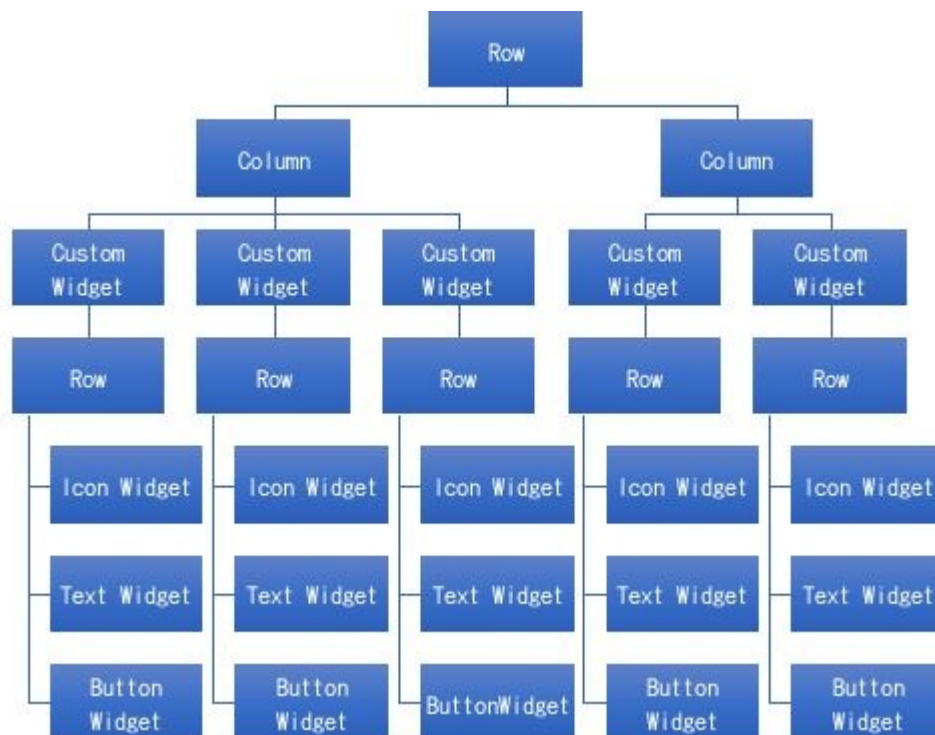 Row
Column
Column
Custom
Widget
Custom
Widget
Custom
Widget
Custom
Widget
Custom
Widget
Row
Row
Row
Row
Row
Icon Widget
Icon Widget
Icon Widget
Icon Widget
Icon Widget
Text Widget
Text Widget
Text Widget
Text Widget
Text Widget
Button
Widget
Button
Widget
ButtonWidget
Button
Widget
Button
Widget